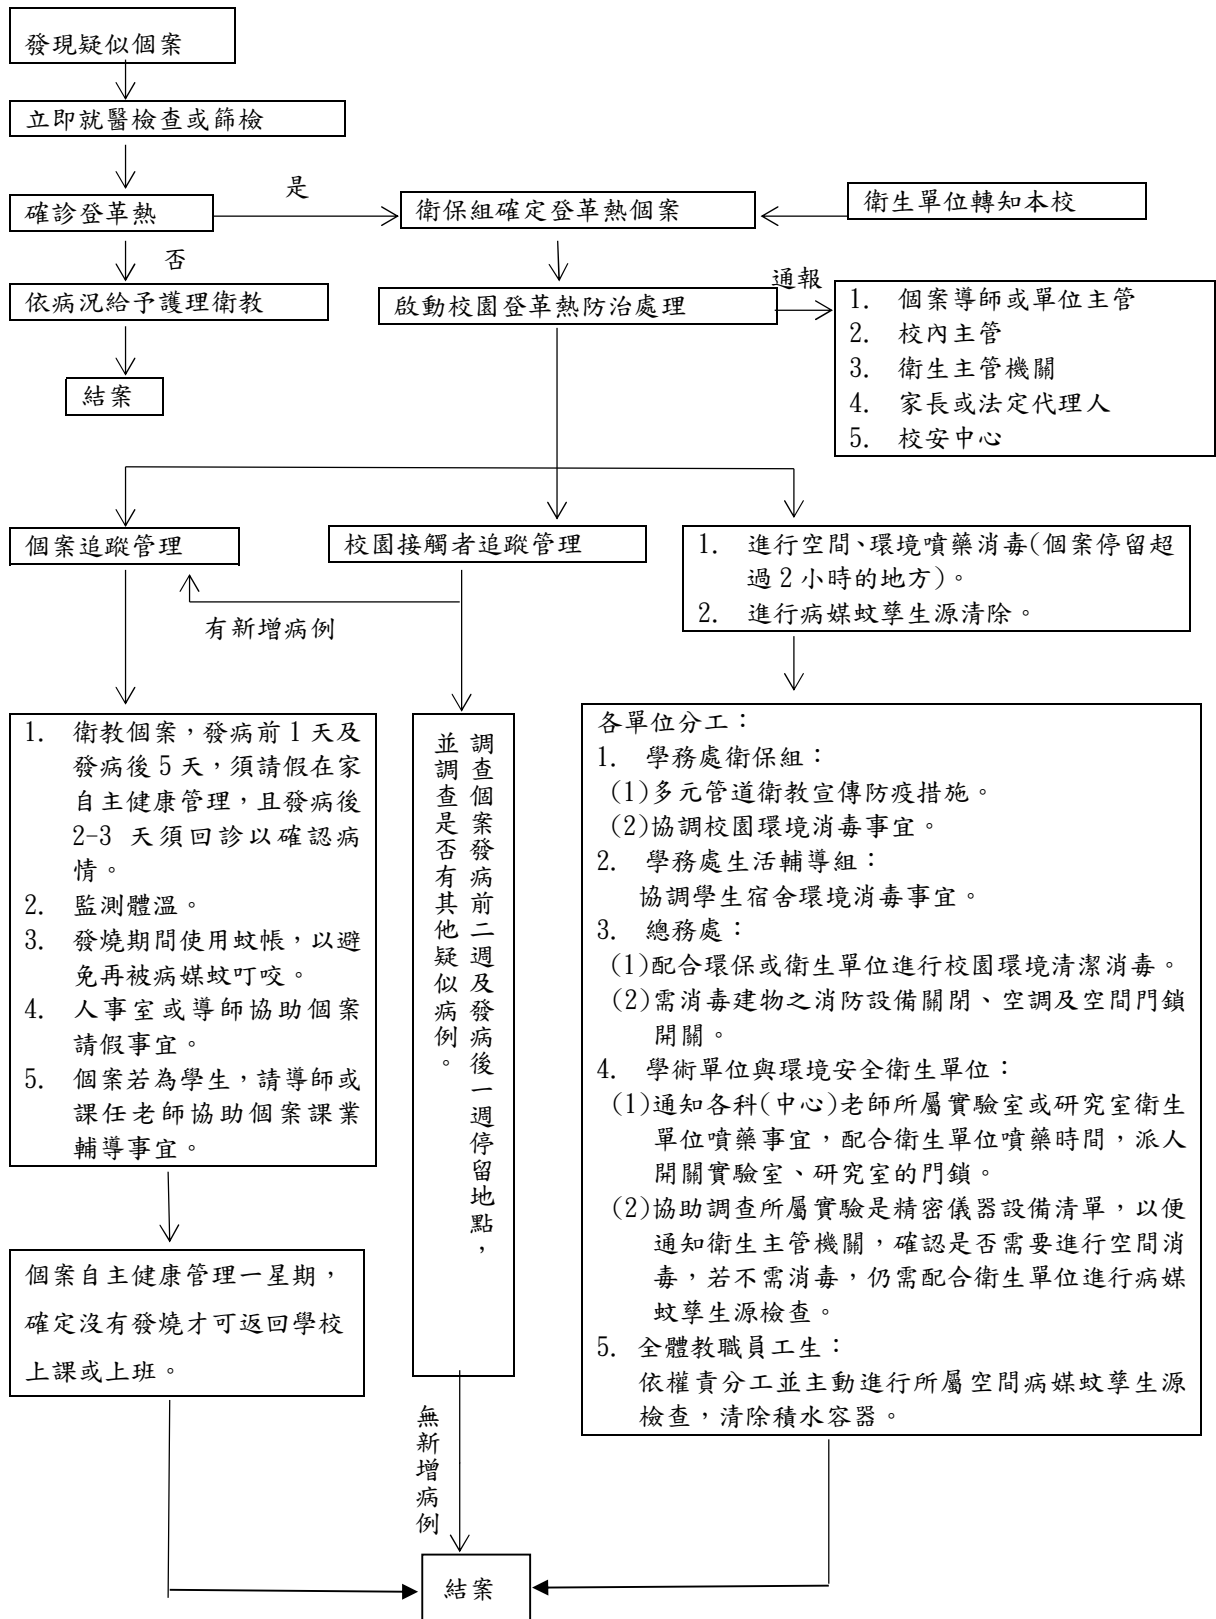 發現疑似個案
立即就醫檢查或篩檢
確診登革熱
是
衛保組確定登革熱個案
衛生單位轉知本校
否
依病況給予護理衛教
結案
啟動校園登革熱防治處理
通報
1. 個案導師或單位主管
2. 校內主管
3. 衛生主管機關
4. 家長或法定代理人
5. 校安中心
個案追蹤管理
校園接觸者追蹤管理
有新增病例
1. 進行空間、環境噴藥消毒(個案停留超
過 2 小時的地方)。
2. 進行病媒蚊孳生源清除。
1. 衛教個案，發病前 1 天及
發病後 5 天，須請假在家
自主健康管理，且發病後
2-3 天須回診以確認病
情。
2. 監測體溫。
3. 發燒期間使用蚊帳，以避
免再被病媒蚊叮咬。
4. 人事室或導師協助個案
請假事宜。
5. 個案若為學生，請導師或
課任老師協助個案課業
輔導事宜。
個案自主健康管理一星期，
確定沒有發燒才可返回學校
上課或上班。
調查個案發病前二週及發病後一週停留地點，
並調查是否有其他疑似病例。
無新增病例
各單位分工：
1. 學務處衛保組：
(1)多元管道衛教宣傳防疫措施。
(2)協調校園環境消毒事宜。
2. 學務處生活輔導組：
協調學生宿舍環境消毒事宜。
3. 總務處：
(1)配合環保或衛生單位進行校園環境清潔消毒。
(2)需消毒建物之消防設備關閉、空調及空間門鎖
開關。
4. 學術單位與環境安全衛生單位：
(1)通知各科(中心)老師所屬實驗室或研究室衛生
單位噴藥事宜，配合衛生單位噴藥時間，派人
開關實驗室、研究室的門鎖。
(2)協助調查所屬實驗是精密儀器設備清單，以便
通知衛生主管機關，確認是否需要進行空間消
毒，若不需消毒，仍需配合衛生單位進行病媒
蚊孳生源檢查。
5. 全體教職員工生：
依權責分工並主動進行所屬空間病媒蚊孳生源
檢查，清除積水容器。
結案